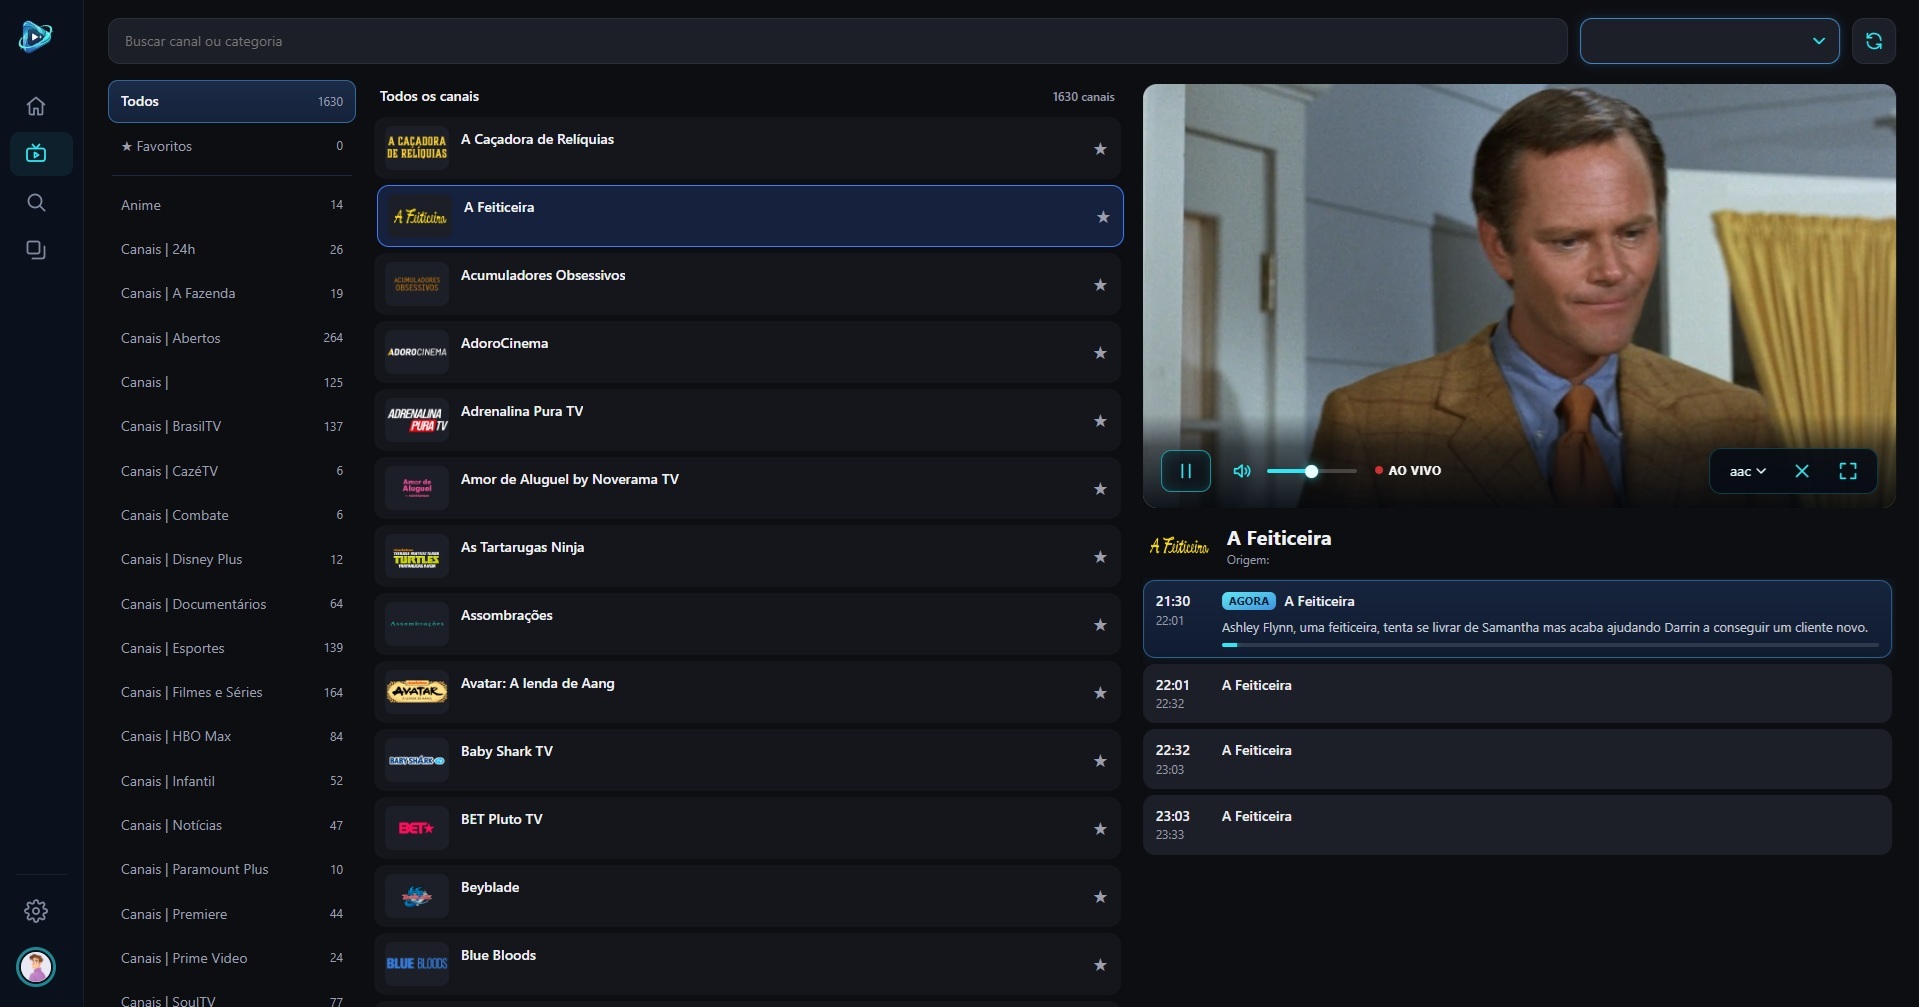 Buscar canal ou categoria
Todos 1630
★ Favoritos 0
Anime 14
Canais | 24h 26
Canais | A Fazenda 19
Canais | Abertos 264
Canais | 125
Canais | BrasilTV 137
Canais | CazéTV 6
Canais | Combate 6
Canais | Disney Plus 12
Canais | Documentários 64
Canais | Esportes 139
Canais | Filmes e Séries 164
Canais | HBO Max 84
Canais | Infantil 52
Canais | Notícias 47
Canais | Paramount Plus 10
Canais | Premiere 44
Canais | Prime Video 24
Canais | SoulTV 77
Todos os canais 1630 canais
A CAÇADORA
DE RELÍQUIAS
A Caçadora de Relíquias
A Feiticeira
A Feiticeira
ACUMULADORES
OBSESSIVOS
Acumuladores Obsessivos
ADOROCINEMA
AdoroCinema
ADRENALINA
PURA TV
Adrenalina Pura TV
Amor de
Aluguel
Amor de Aluguel by Noverama TV
TURTLES
As Tartarugas Ninja
Assombrações
Assombrações
AVATAR
Avatar: A lenda de Aang
BABY SHARK
Baby Shark TV
BET★
BET Pluto TV
Beyblade
BLUE BLOODS
Blue Bloods
AO VIVO
aac
A Feiticeira
A Feiticeira
Origem:
21:30 AGORA A Feiticeira
22:01 Ashley Flynn, uma feiticeira, tenta se livrar de Samantha mas acaba ajudando Darrin a conseguir um cliente novo.
22:01 A Feiticeira
22:32
22:32 A Feiticeira
23:03
23:03 A Feiticeira
23:33